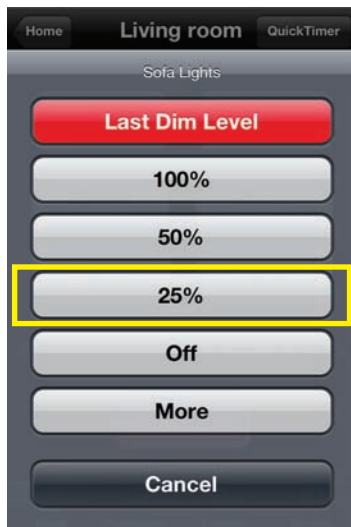 Home Living room QuickTimer
Sofa Lights
Last Dim Level
100%
50%
25%
Off
More
Cancel